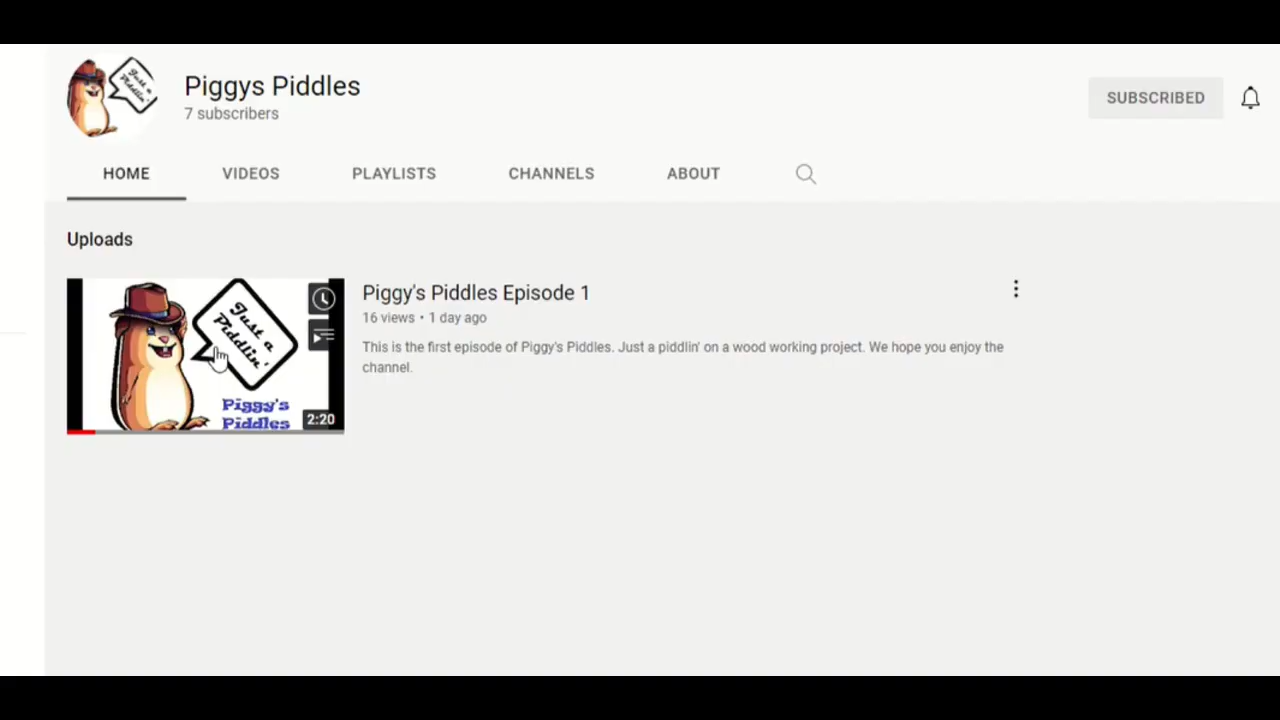 Just a
Piddlin'
Piggys Piddles
7 subscribers
SUBSCRIBED
HOME
VIDEOS
PLAYLISTS
CHANNELS
ABOUT
Uploads
Just a
Piddlin'
Piggy's
Piddles
2:20
Piggy's Piddles Episode 1
16 views • 1 day ago
This is the first episode of Piggy's Piddles. Just a piddlin' on a wood working project. We hope you enjoy the
channel.